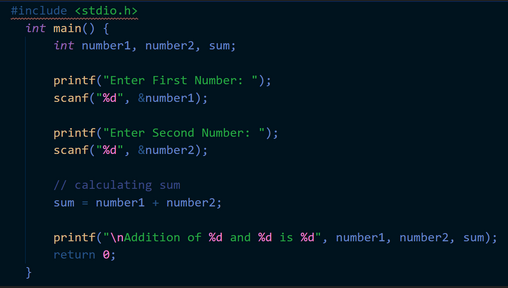 #include <stdio.h>
int main() {
int number1, number2, sum;
printf("Enter First Number: ");
scanf("%d", &number1);
printf("Enter Second Number: ");
scanf("%d", &number2);
// calculating sum
sum = number1 + number2;
printf("\nAddition of %d and %d is %d", number1, number2, sum);
return 0;
}